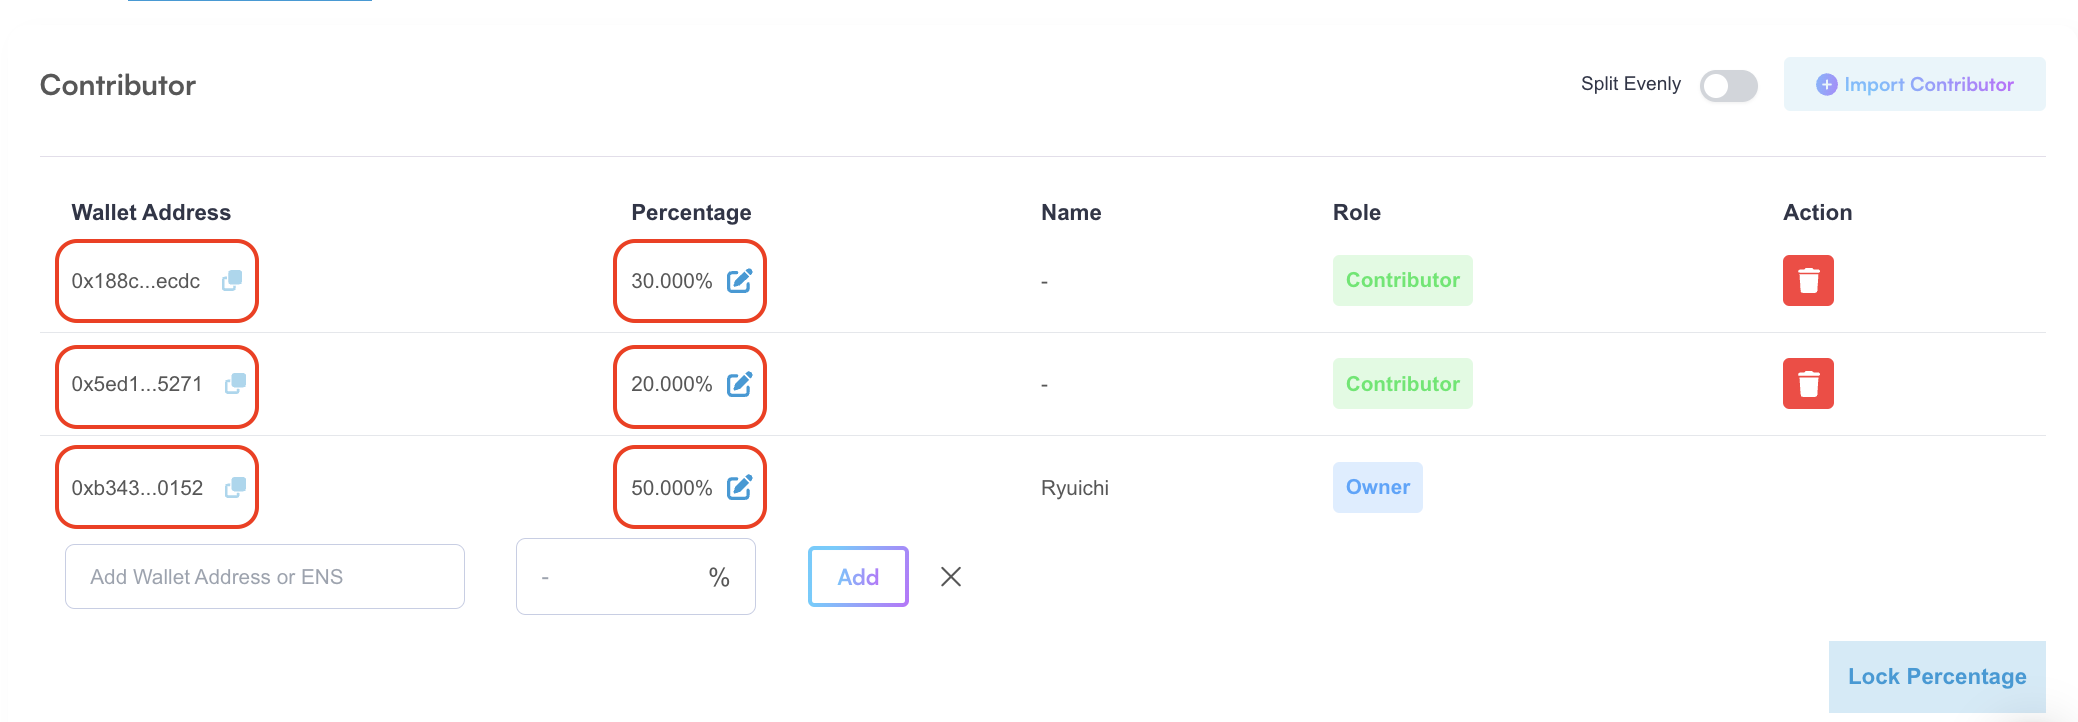 Contributor
Split Evenly
Import Contributor
Wallet Address Percentage Name Role Action
0x188c...ecdc 30.000% - Contributor
0x5ed1...5271 20.000% - Contributor
0xb343...0152 50.000% Ryuichi Owner
Add Wallet Address or ENS - % Add
Lock Percentage